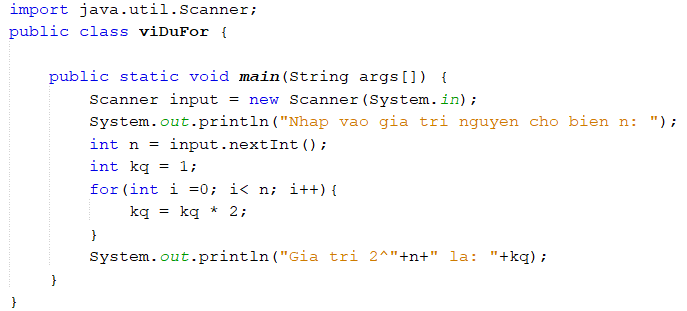 import java.util.Scanner;
public class viDuFor {
public static void main(String args[]) {
Scanner input = new Scanner(System.in);
System.out.println("Nhap vao gia tri nguyen cho bien n: ");
int n = input.nextInt();
int kq = 1;
for(int i =0; i< n; i++){
kq = kq * 2;
}
System.out.println("Gia tri 2^"+n+" la: "+kq);
}
}